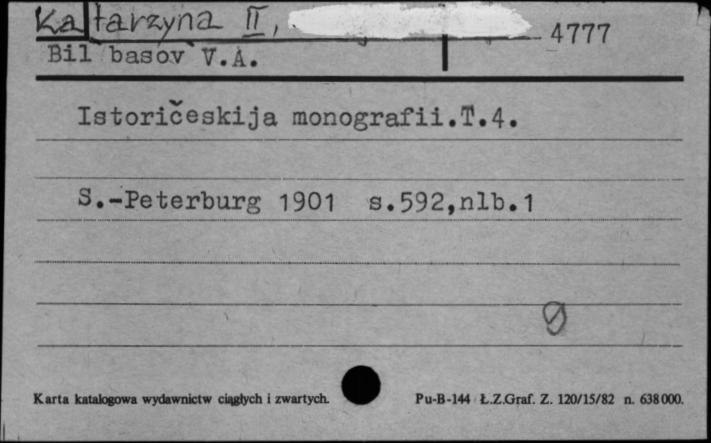 Katarzyna II,
4777
Bil'basov V.A.
Istoričeskija monografii.T.4.
S.-Peterburg 1901 s.592,nlb.1
Karta katalogowa wydawnictw ciągłych i zwartych. Pu-B-144 Ł.Z.Graf. Z. 120/15/82 n. 638000.